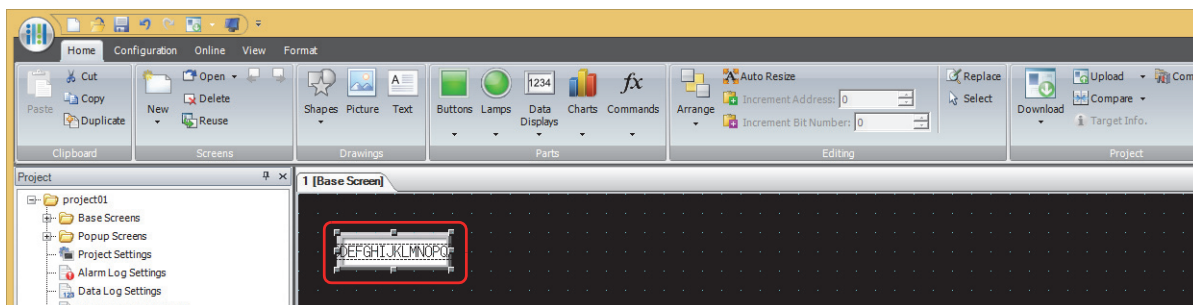 Home Configuration Online View Format
Paste
Cut
Copy
Duplicate
Clipboard
New
Open
Delete
Reuse
Screens
Shapes Picture Text
Drawings
1234
Buttons Lamps Data Displays Charts Commands
fx
Parts
Arrange
Auto Resize
Increment Address: 0
Increment Bit Number: 0
Replace
Select
Editing
Download
Upload
Compare
Target Info.
Com
Project
Project
project01
Base Screens
Popup Screens
Project Settings
Alarm Log Settings
Data Log Settings
1 [Base Screen]
DEFGHIJKLMNOPQ